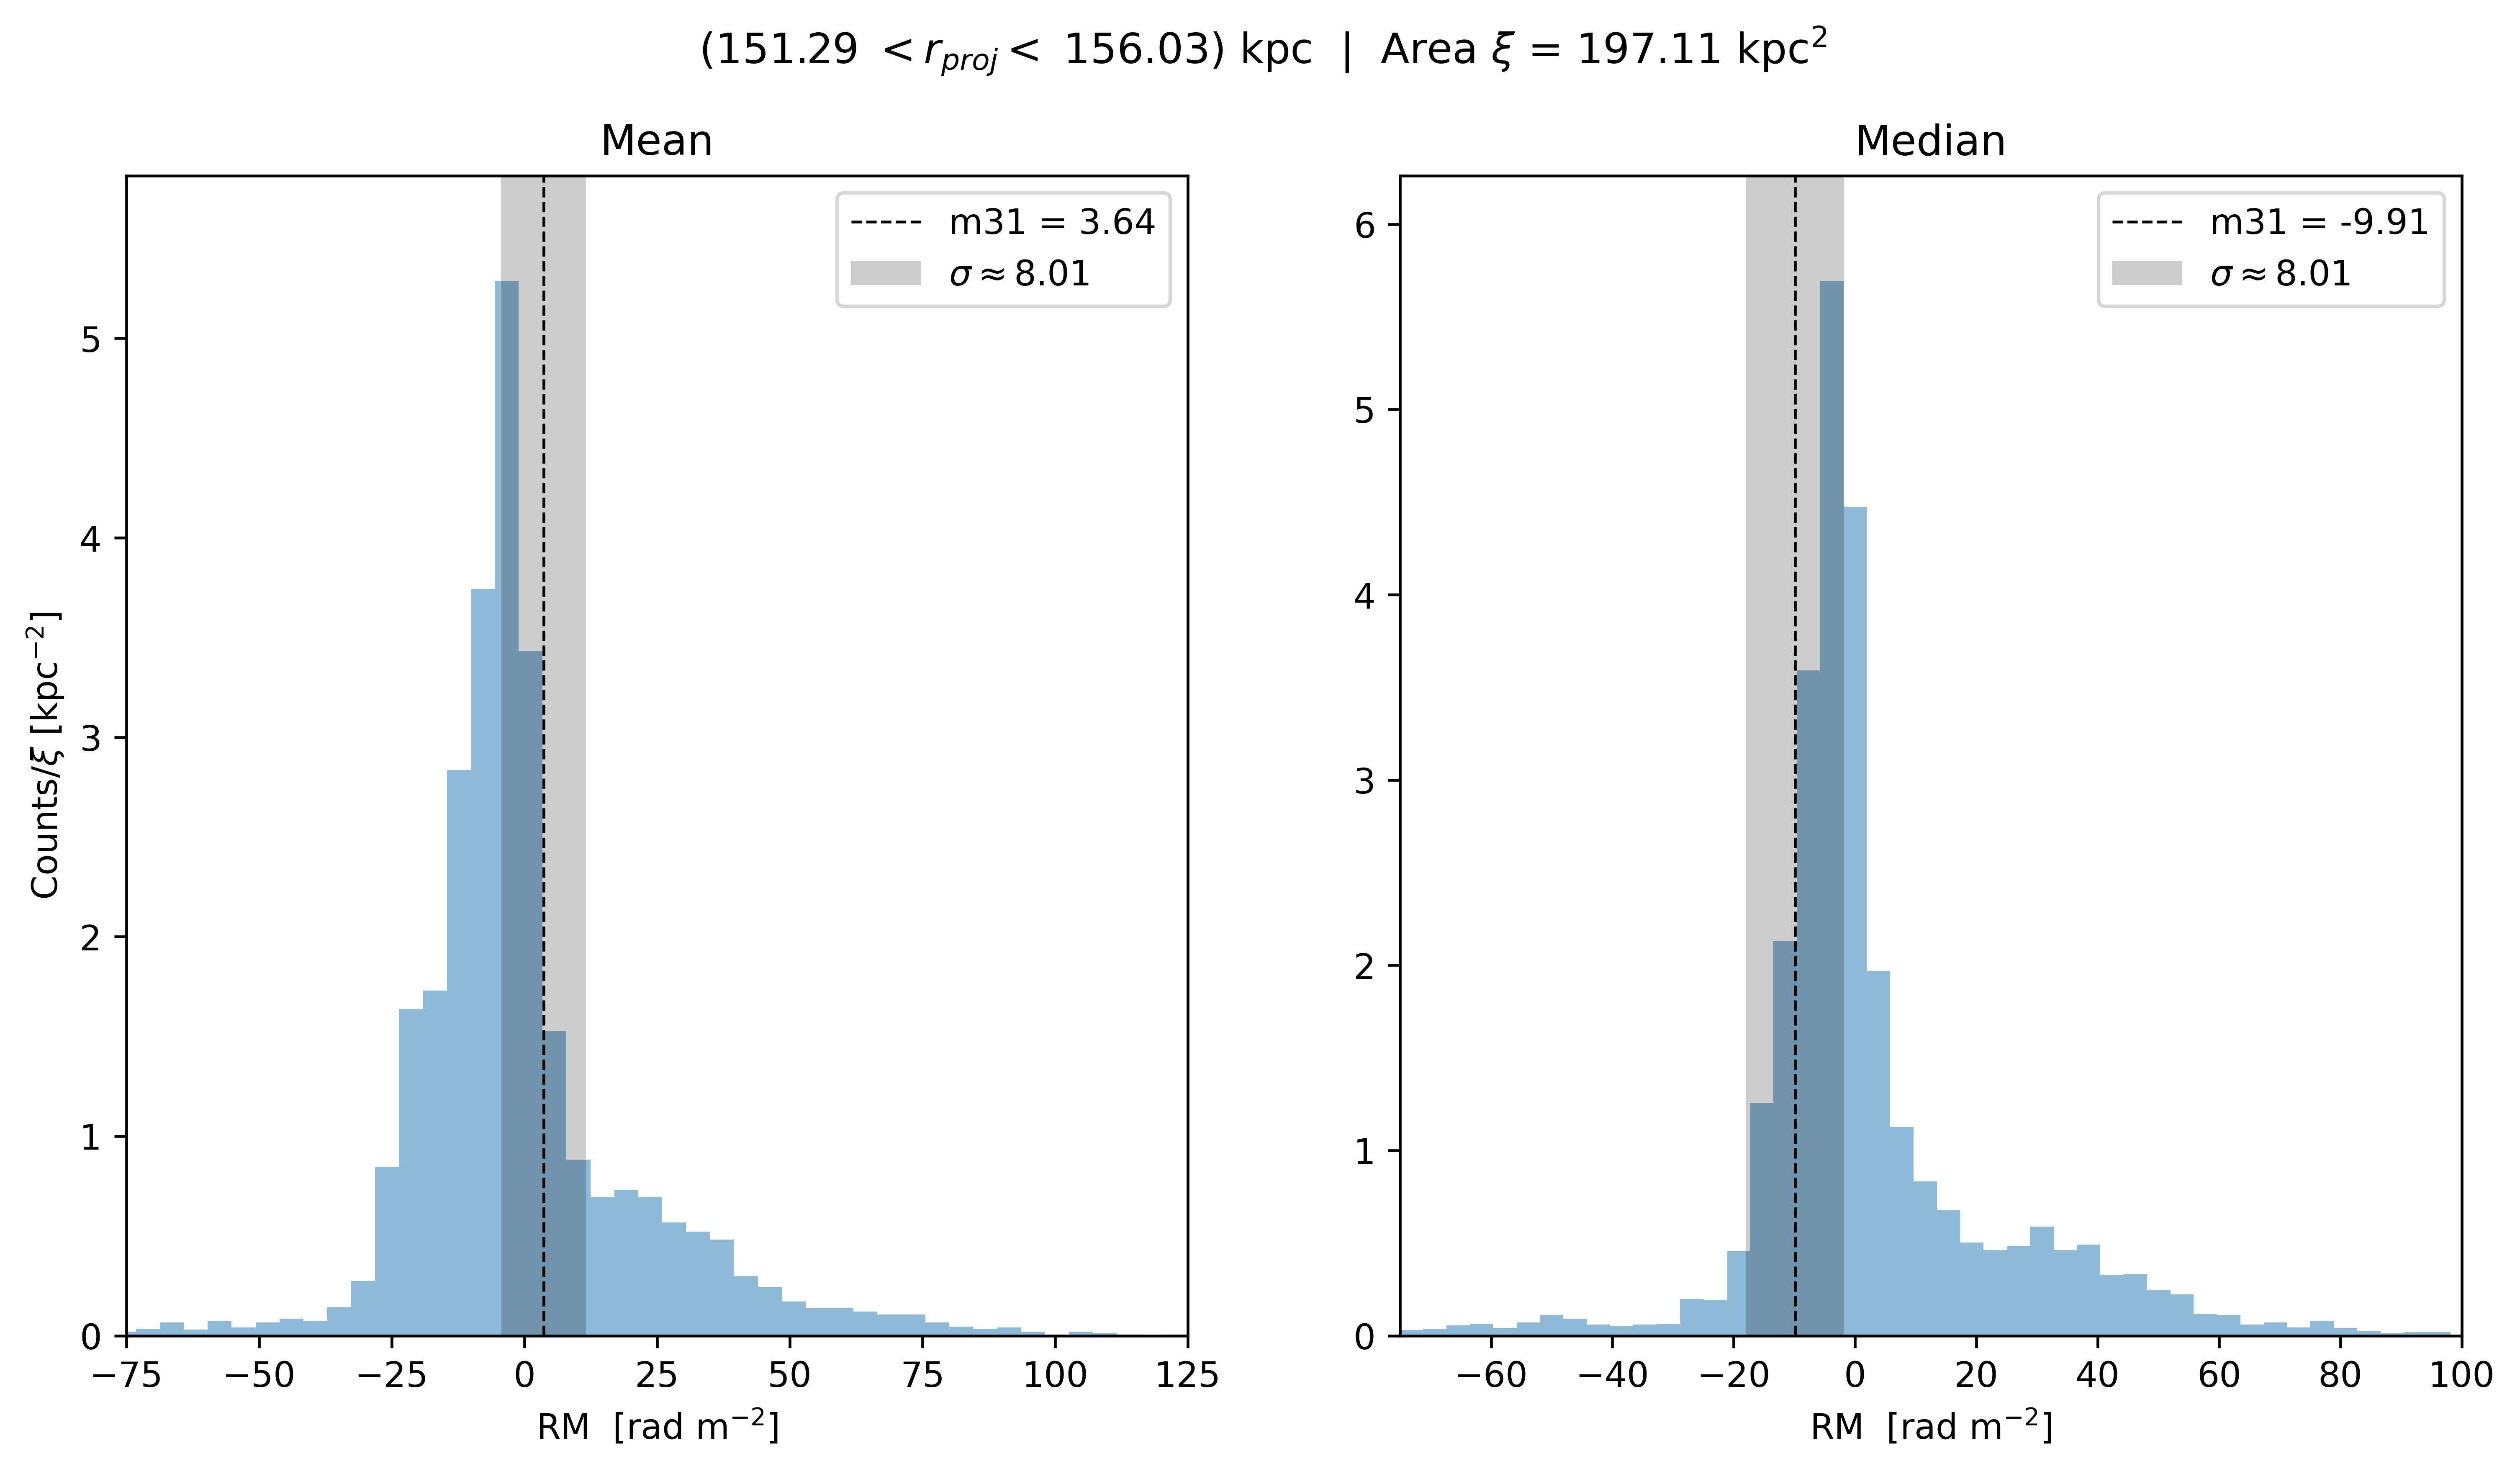 (151.29 < r_proj < 156.03) kpc | Area ξ = 197.11 kpc²
Mean
m31 = 3.64
σ ≈ 8.01
Counts/ξ [kpc⁻²]
5
4
3
2
1
0
−75 −50 −25 0 25 50 75 100 125
RM [rad m⁻²]
Median
m31 = -9.91
σ ≈ 8.01
6
5
4
3
2
1
0
−60 −40 −20 0 20 40 60 80 100
RM [rad m⁻²]